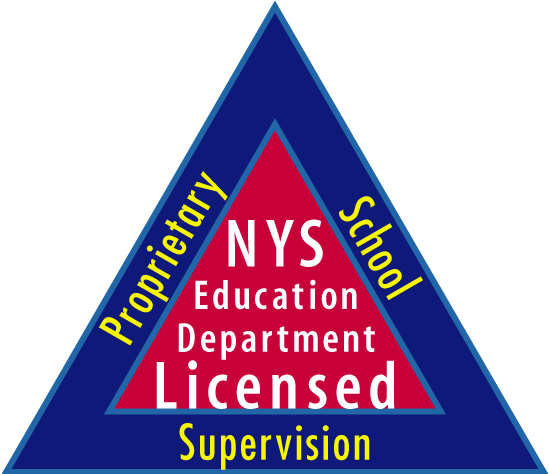 Proprietary
School
NYS
Education
Department
Licensed
Supervision